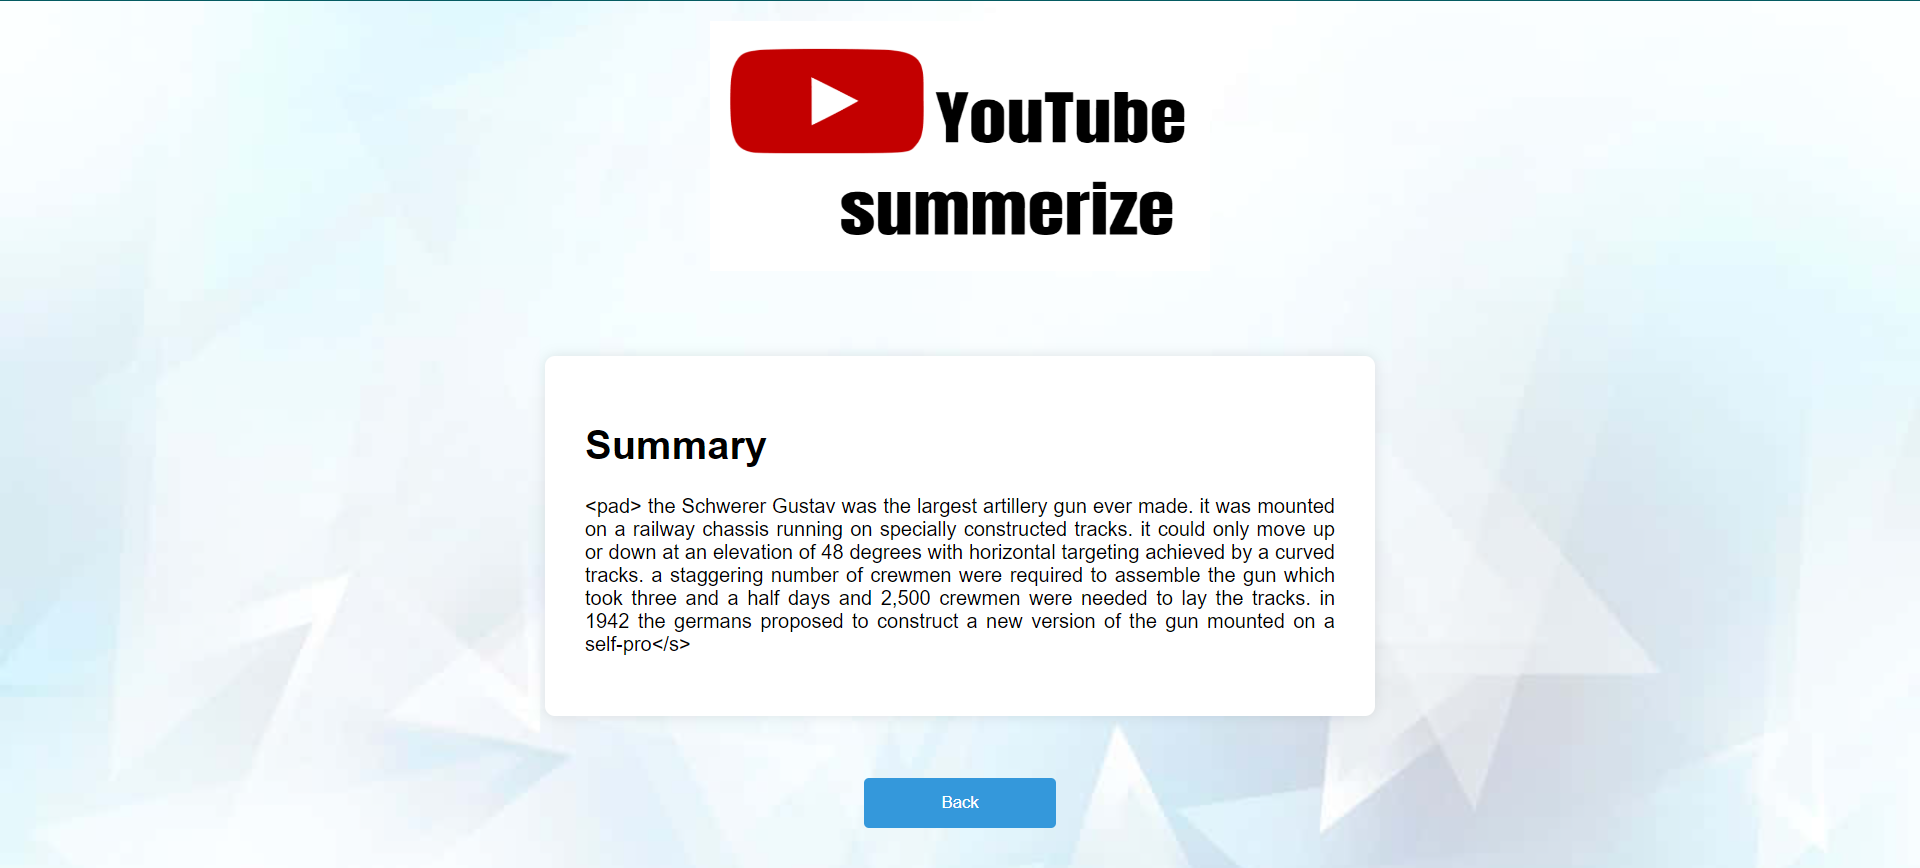 YouTube
summerize
Summary
<pad> the Schwerer Gustav was the largest artillery gun ever made. it was mounted
on a railway chassis running on specially constructed tracks. it could only move up
or down at an elevation of 48 degrees with horizontal targeting achieved by a curved
tracks. a staggering number of crewmen were required to assemble the gun which
took three and a half days and 2,500 crewmen were needed to lay the tracks. in
1942 the germans proposed to construct a new version of the gun mounted on a
self-pro</s>
Back